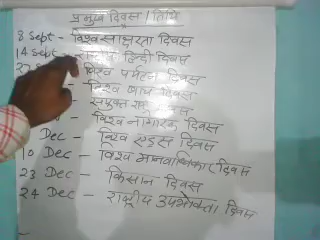 प्रमुख दिवस/तिथि
8 Sept - विश्व साक्षरता दिवस
14 Sept हिन्दी दिवस
विश्व पर्यटन दिवस
दिवस
संयुक्त दिवस
विश्व नागरिक दिवस
Dec - विश्व एड्स दिवस
10 Dec - विश्व मानवाधिकार दिवस
23 Dec - किसान दिवस
24 Dec - राष्ट्रीय उपभोक्ता दिवस